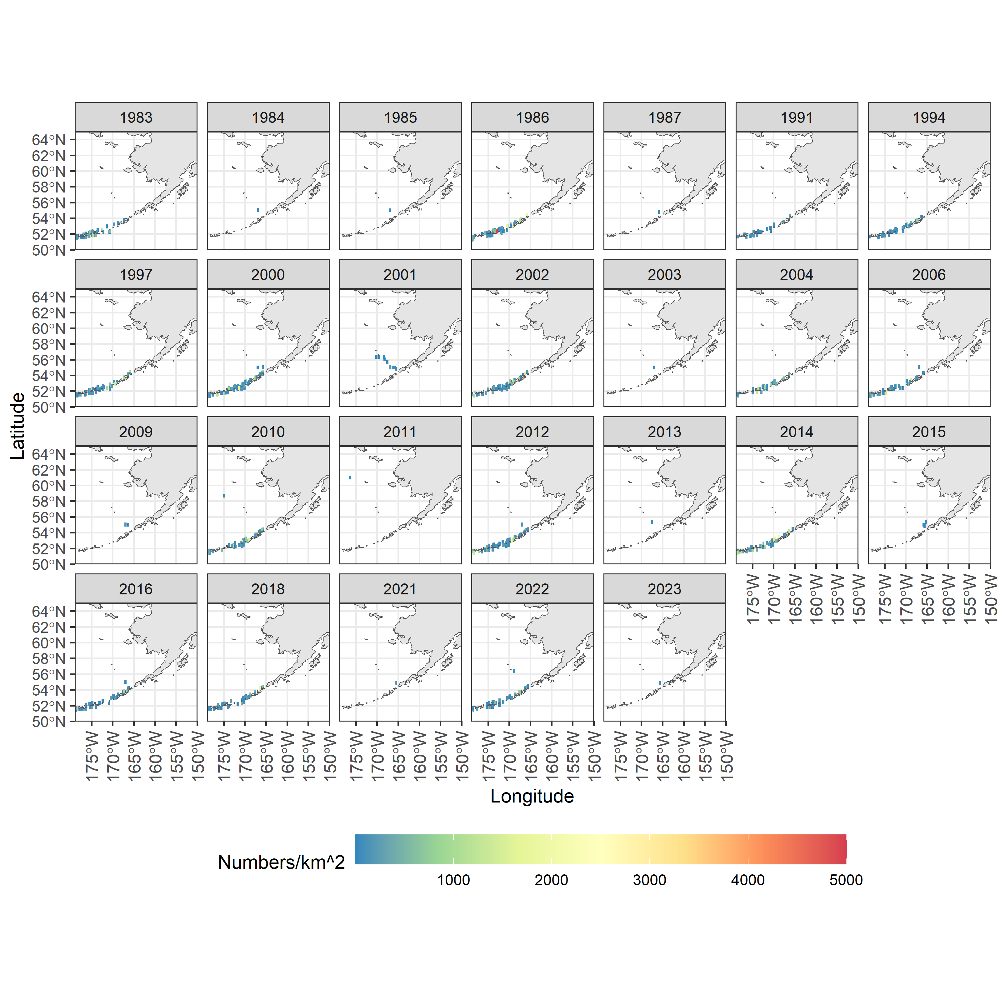 1983 1984 1985 1986 1987 1991 1994
64°N
62°N
60°N
58°N
56°N
54°N
52°N
50°N
1997 2000 2001 2002 2003 2004 2006
64°N
62°N
60°N
58°N
56°N
54°N
52°N
50°N
Latitude
2009 2010 2011 2012 2013 2014 2015
64°N
62°N
60°N
58°N
56°N
54°N
52°N
50°N
175°W 170°W 165°W 160°W 155°W 150°W 175°W 170°W 165°W 160°W 155°W 150°W
2016 2018 2021 2022 2023
64°N
62°N
60°N
58°N
56°N
54°N
52°N
50°N
175°W 170°W 165°W 160°W 155°W 150°W 175°W 170°W 165°W 160°W 155°W 150°W 175°W 170°W 165°W 160°W 155°W 150°W 175°W 170°W 165°W 160°W 155°W 150°W 175°W 170°W 165°W 160°W 155°W 150°W
Longitude
Numbers/km^2
1000 2000 3000 4000 5000